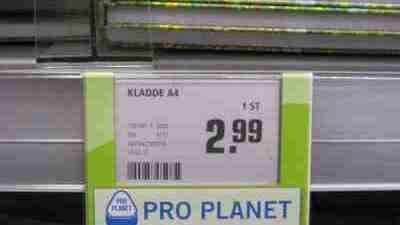 KLADDE A4
1 ST
2.99
PRO PLANET
PRO PLANET